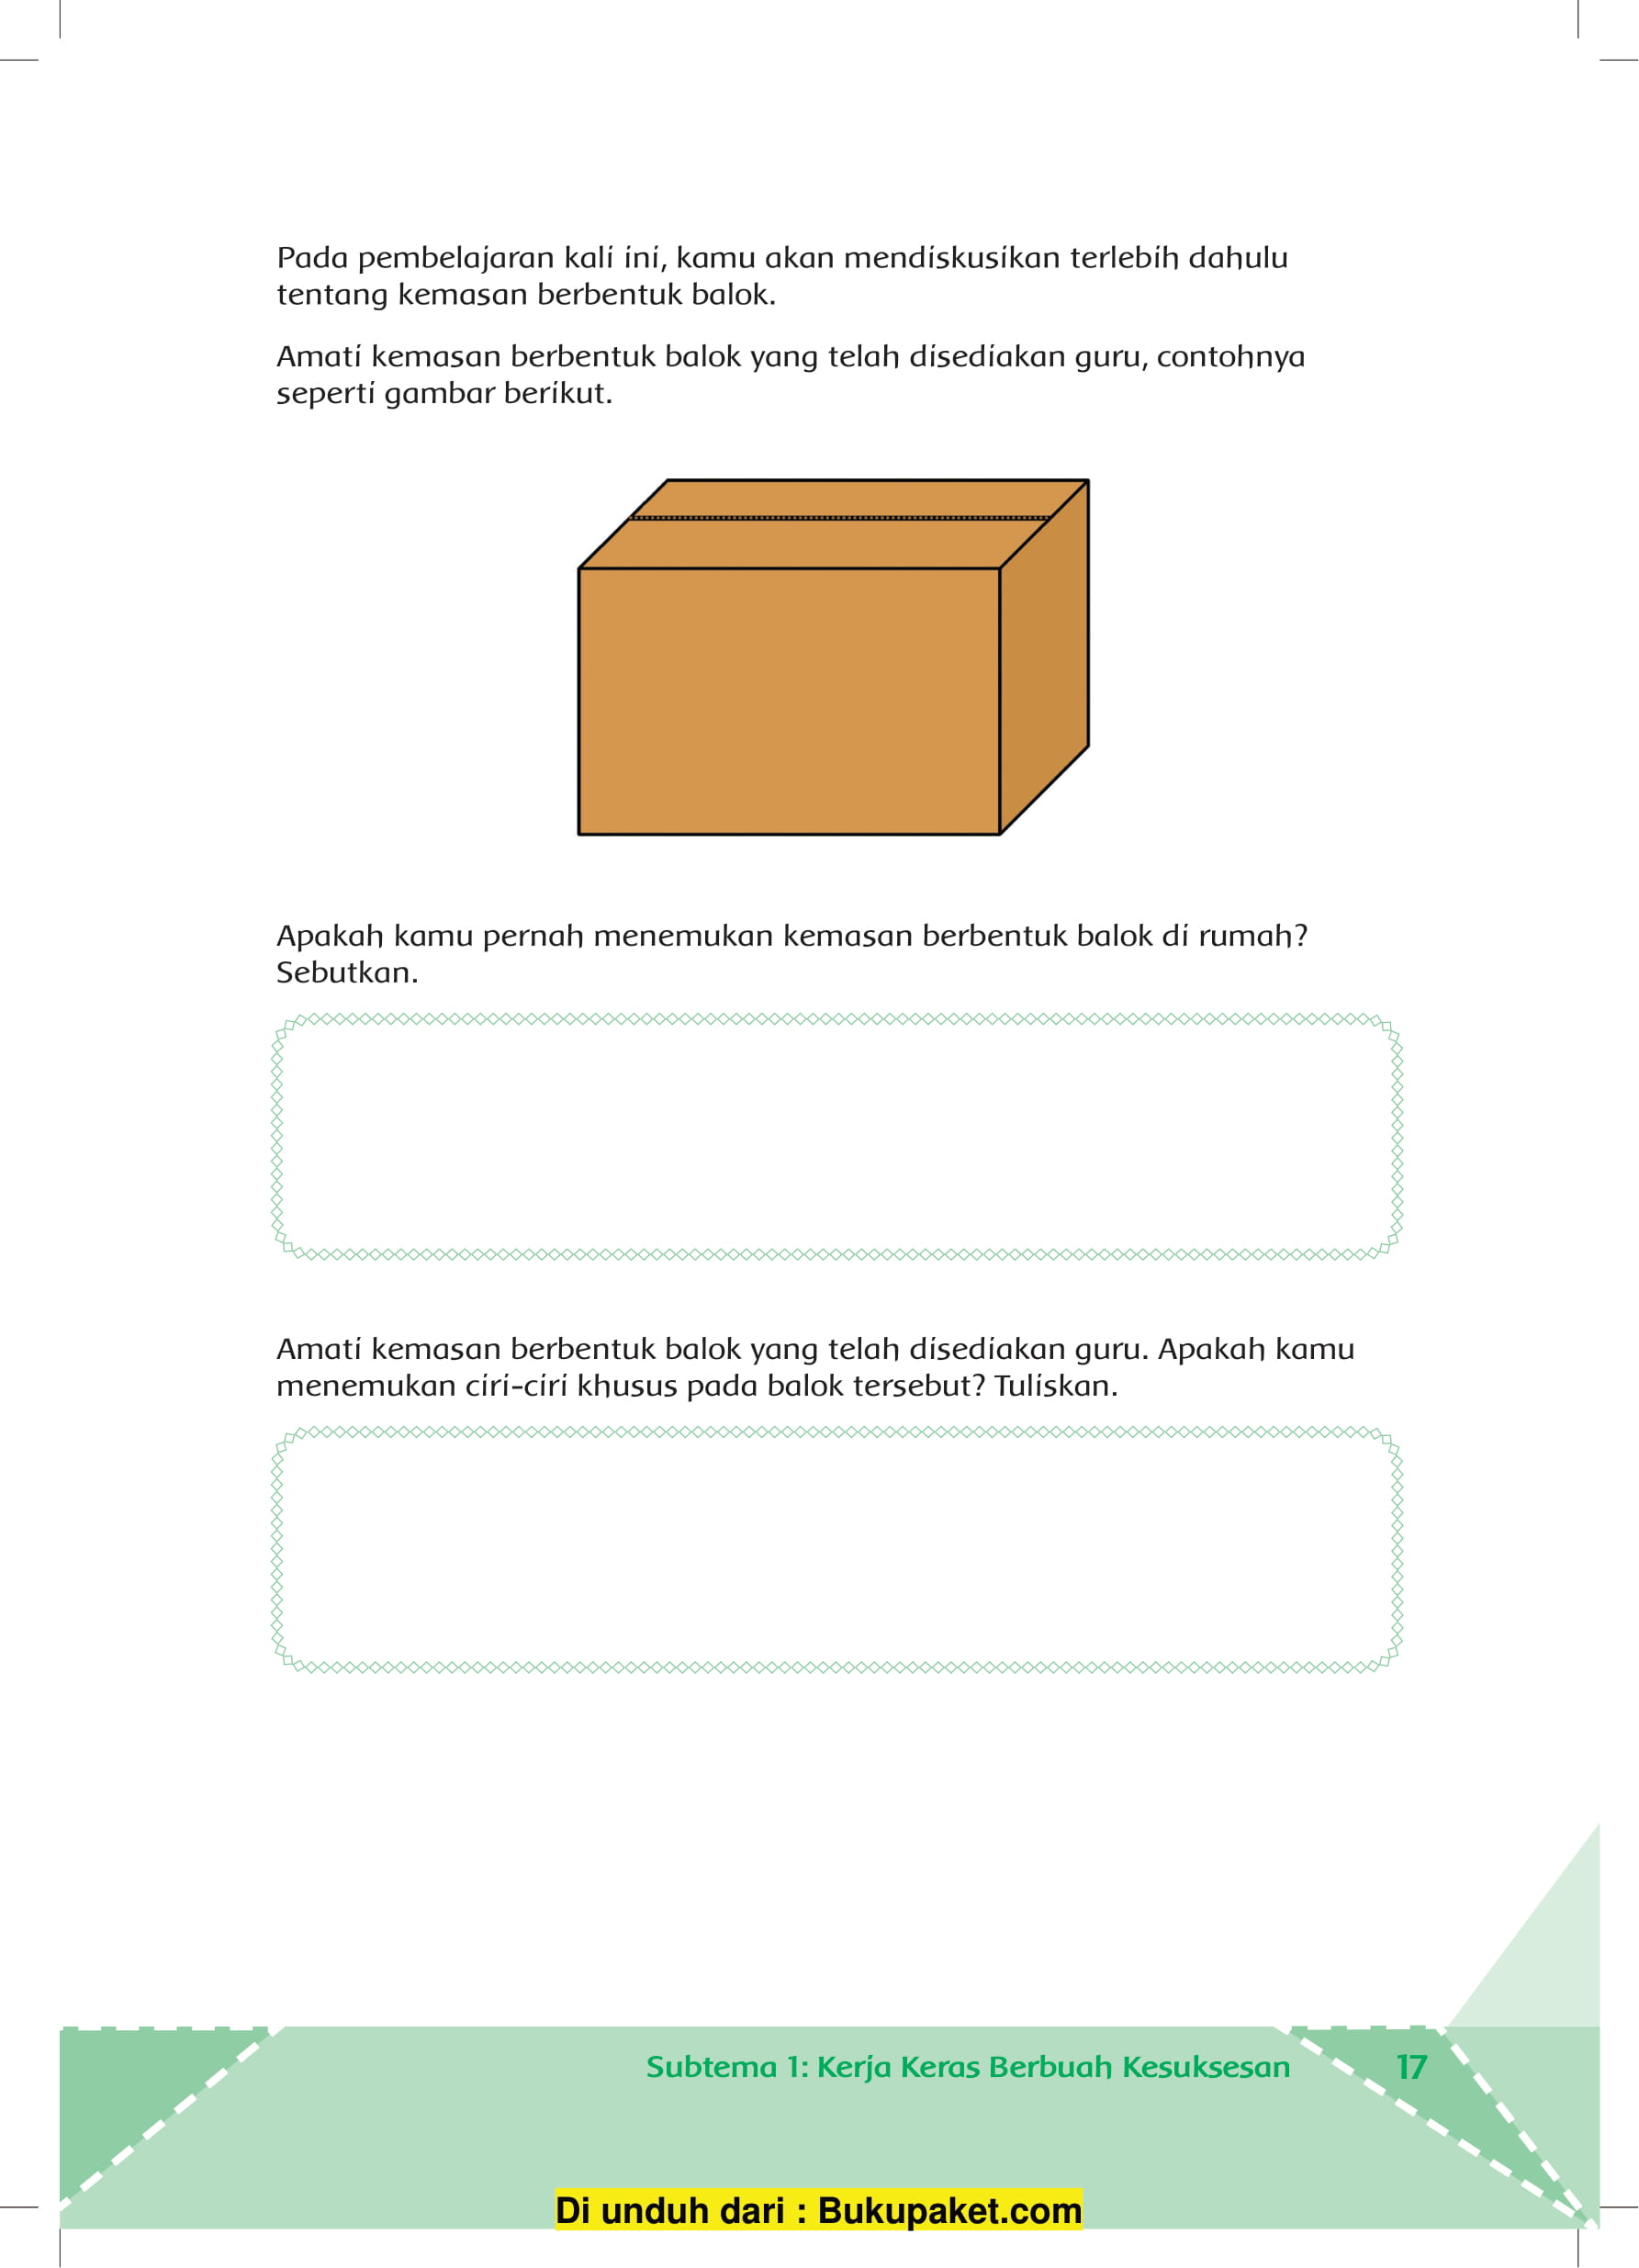 Pada pembelajaran kali ini, kamu akan mendiskusikan terlebih dahulu
tentang kemasan berbentuk balok.
Amati kemasan berbentuk balok yang telah disediakan guru, contohnya
seperti gambar berikut.
Apakah kamu pernah menemukan kemasan berbentuk balok di rumah?
Sebutkan.
Amati kemasan berbentuk balok yang telah disediakan guru. Apakah kamu
menemukan ciri-ciri khusus pada balok tersebut? Tuliskan.
Subtema 1: Kerja Keras Berbuah Kesuksesan 17
Di unduh dari : Bukupaket.com